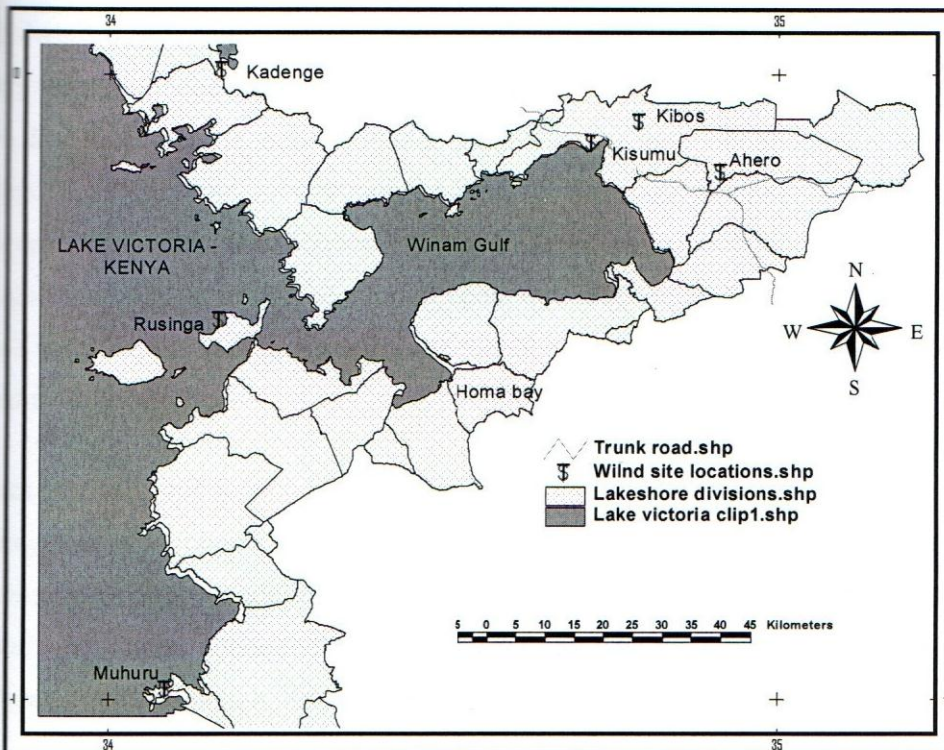 34 35
Kadenge
Kibos
Kisumu
Ahero
LAKE VICTORIA -
KENYA
Winam Gulf
Rusinga
N
W E
S
Homa bay
Trunk road.shp
Wilnd site locations.shp
Lakeshore divisions.shp
Lake victoria clip1.shp
5 0 5 10 15 20 25 30 35 40 45 Kilometers
Muhuru
34 35